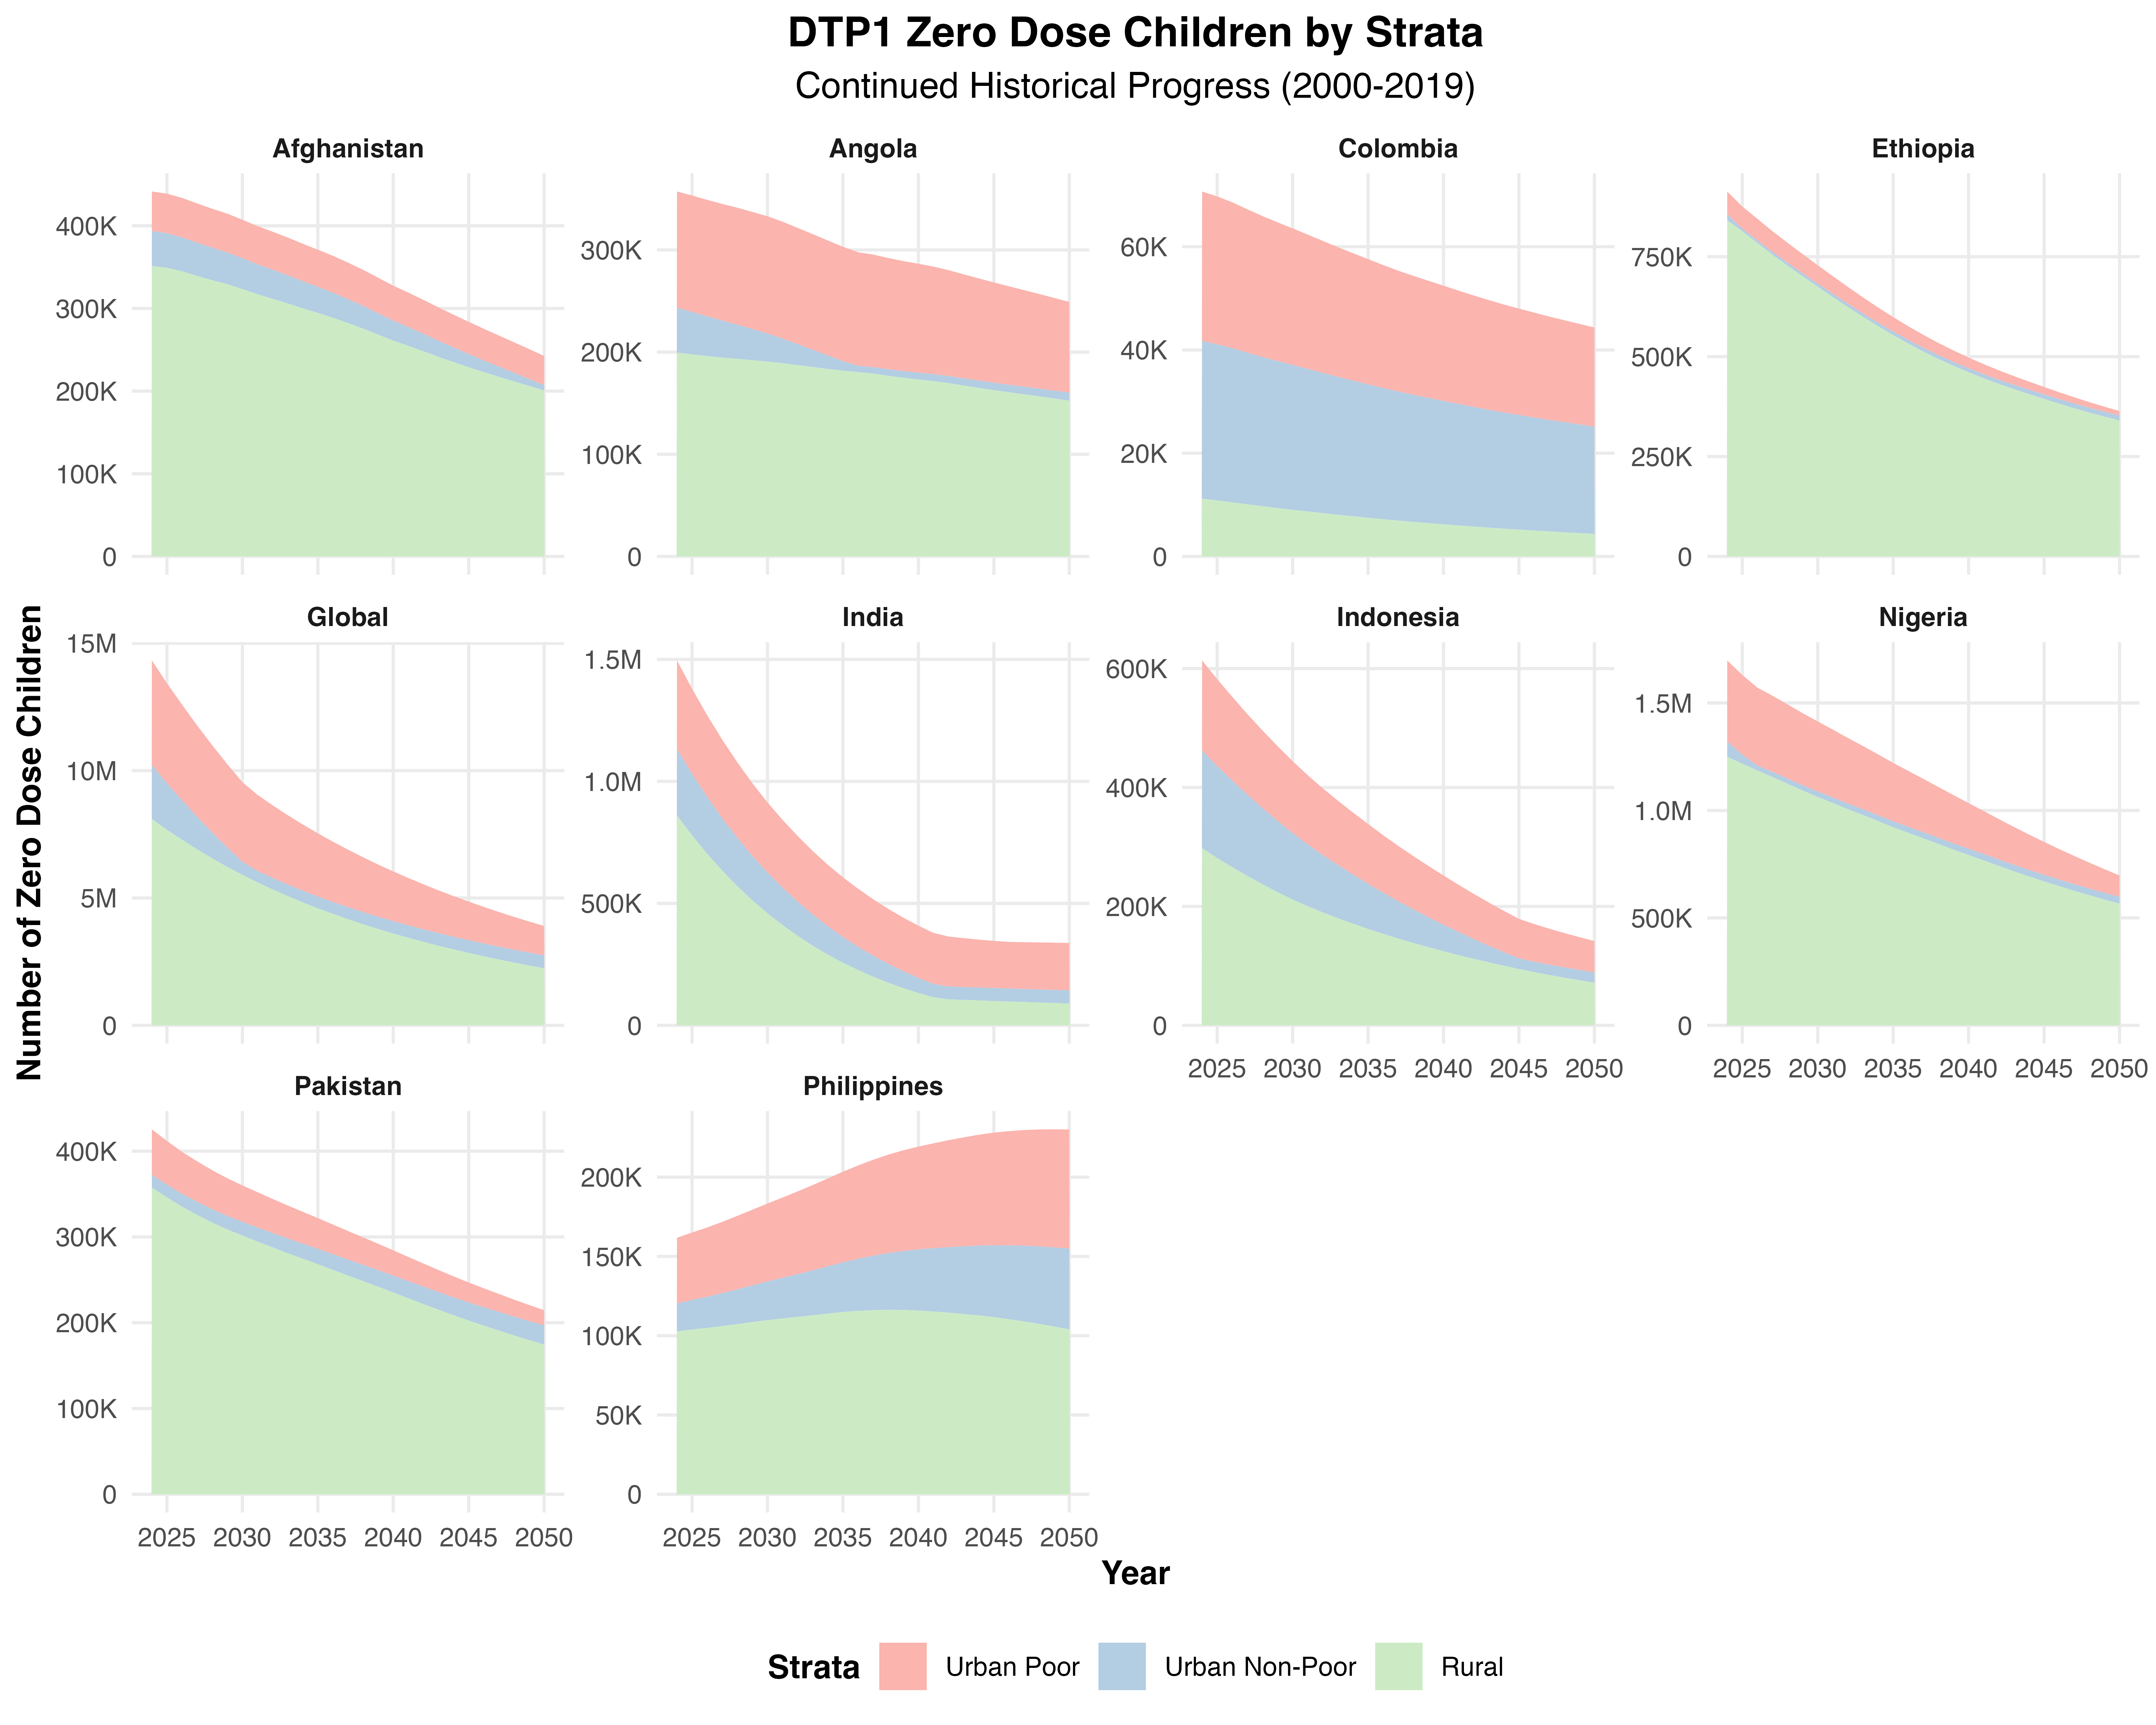 DTP1 Zero Dose Children by Strata
Continued Historical Progress (2000-2019)
Number of Zero Dose Children
Afghanistan
400K
300K
200K
100K
0
Angola
300K
200K
100K
0
Colombia
60K
40K
20K
0
Ethiopia
750K
500K
250K
0
Global
15M
10M
5M
0
India
1.5M
1.0M
500K
0
Indonesia
600K
400K
200K
0
2025 2030 2035 2040 2045 2050
Nigeria
1.5M
1.0M
500K
0
2025 2030 2035 2040 2045 2050
Pakistan
400K
300K
200K
100K
0
2025 2030 2035 2040 2045 2050
Philippines
200K
150K
100K
50K
0
2025 2030 2035 2040 2045 2050
Year
Strata Urban Poor Urban Non-Poor Rural